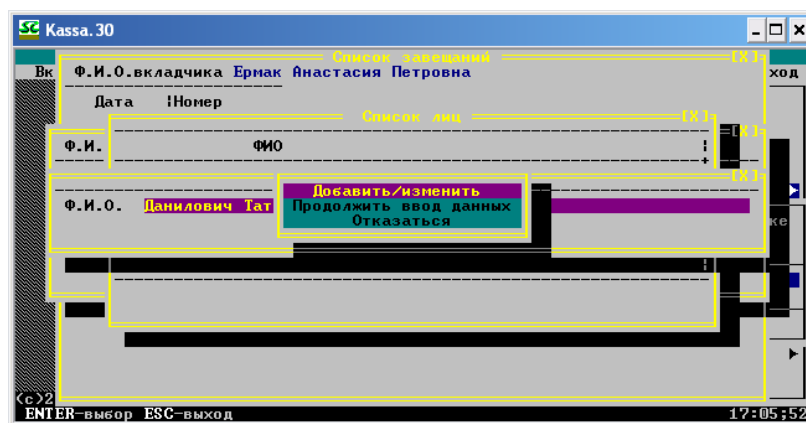 Kassa.30
Список завещаний [X]
Вк Ф.И.О.вкладчика Ермак Анастасия Петровна ход
Дата Номер
Список лиц [X]
[X]
Ф.И. ФИО
[X]
Добавить/изменить
Ф.И.О. Данилович Тат Продолжить ввод данных
Отказаться ке
(с)2
ENTER-выбор ESC-выход 17:05;52